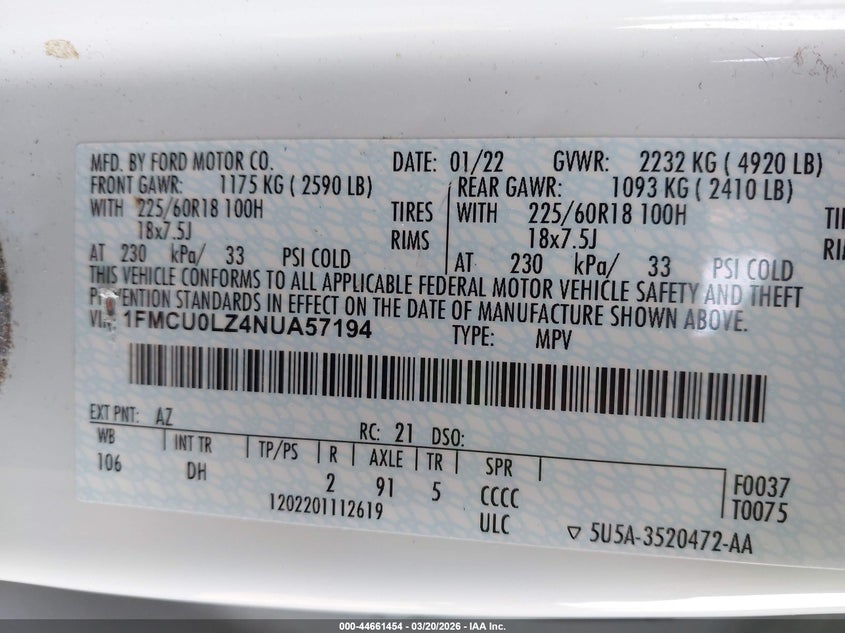 MFD. BY FORD MOTOR CO. DATE: 01/22 GVWR: 2232 KG ( 4920 LB)
FRONT GAWR: 1175 KG ( 2590 LB) REAR GAWR: 1093 KG ( 2410 LB)
WITH 225/60R18 100H TIRES WITH 225/60R18 100H
18x7.5J RIMS 18x7.5J
AT 230 kPa/ 33 PSI COLD AT 230 kPa/ 33 PSI COLD
THIS VEHICLE CONFORMS TO ALL APPLICABLE FEDERAL MOTOR VEHICLE SAFETY AND THEFT
STANDARDS IN EFFECT ON THE DATE OF MANUFACTURE SHOWN ABOVE.
1FMCU0LZ4NUA57194 TYPE: MPV
EXT PNT: AZ RC: 21 DSO:
WB INT TR TP/PS R AXLE TR SPR
106 DH 2 91 5 CCCC F0037
1202201112619 ULC T0075
5U5A-3520472-AA
000-44661454 - 03/20/2026 - IAA Inc.